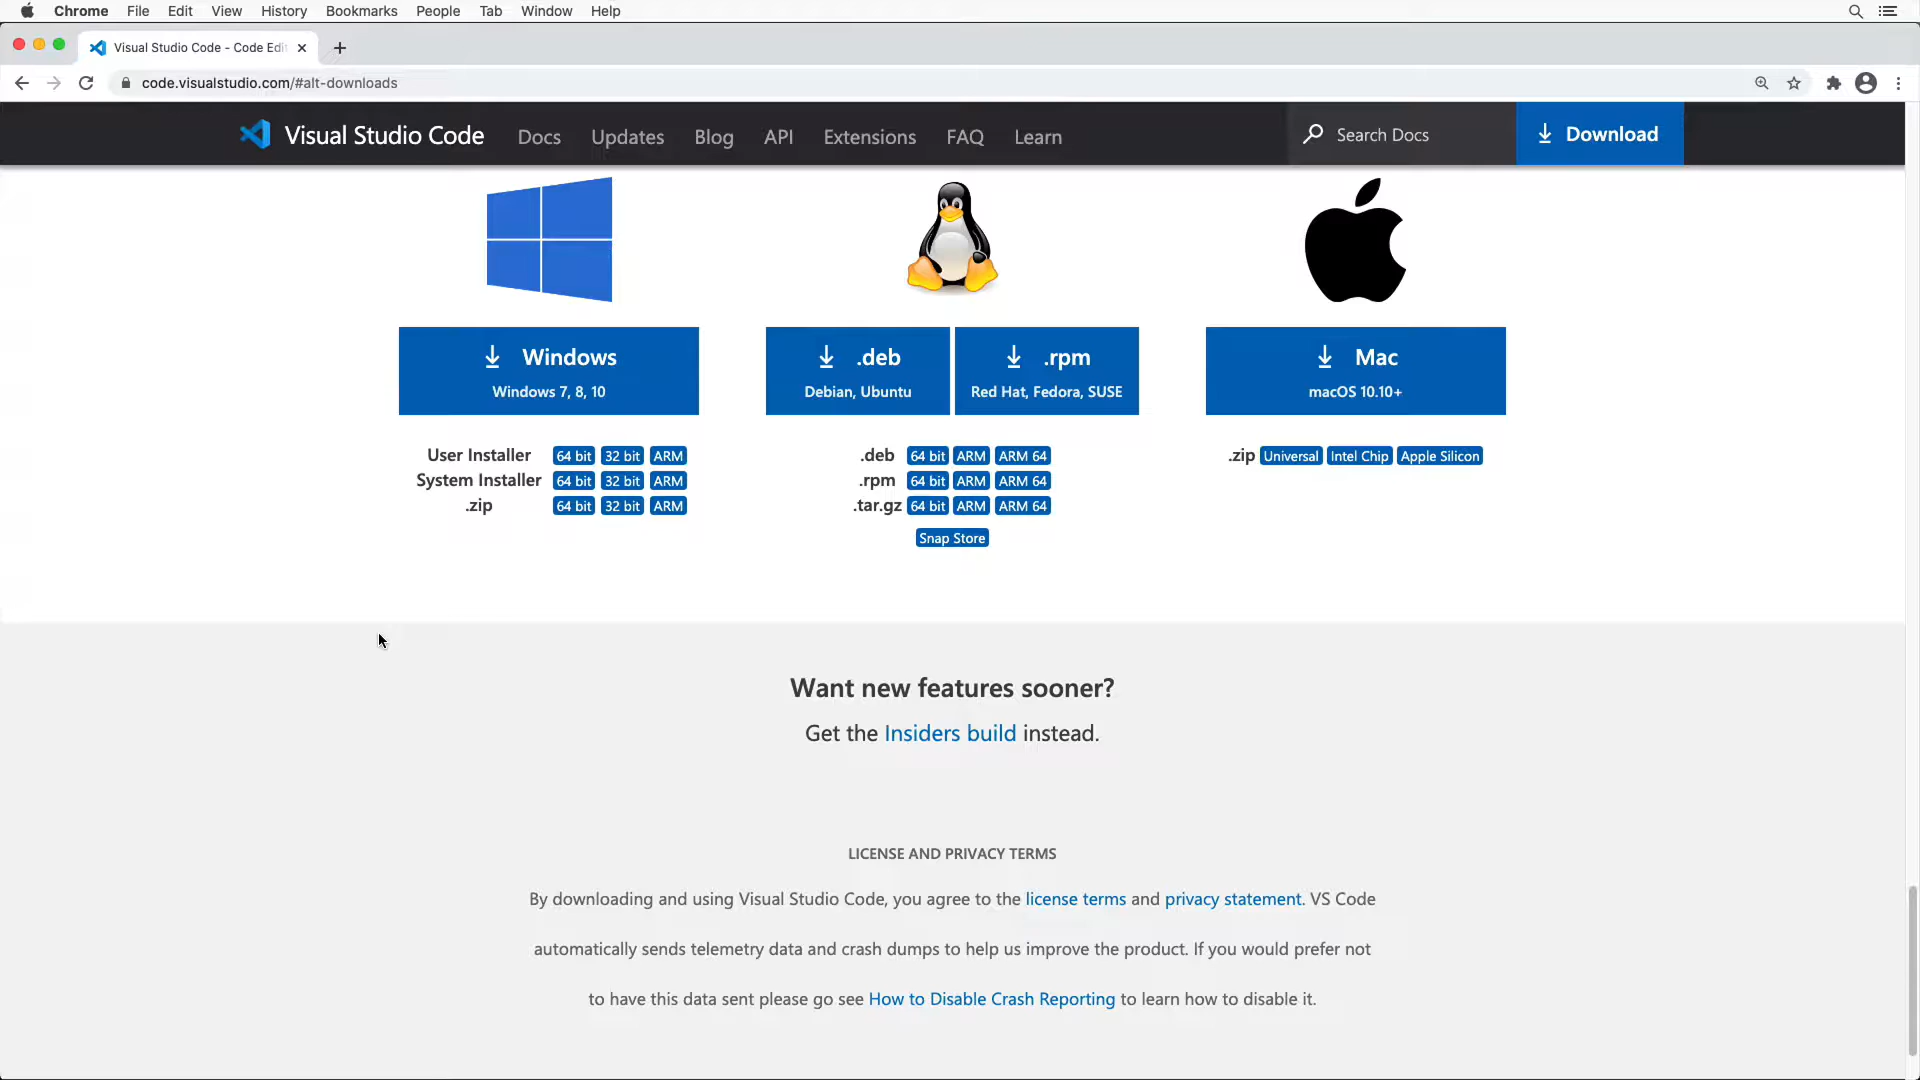 Chrome File Edit View History Bookmarks People Tab Window Help
Visual Studio Code - Code Edit
code.visualstudio.com/#alt-downloads
Visual Studio Code Docs Updates Blog API Extensions FAQ Learn Search Docs Download
Windows
Windows 7, 8, 10
.deb
Debian, Ubuntu
.rpm
Red Hat, Fedora, SUSE
Mac
macOS 10.10+
User Installer 64 bit 32 bit ARM
System Installer 64 bit 32 bit ARM
.zip 64 bit 32 bit ARM
.deb 64 bit ARM ARM 64
.rpm 64 bit ARM ARM 64
.tar.gz 64 bit ARM ARM 64
Snap Store
.zip Universal Intel Chip Apple Silicon
Want new features sooner?
Get the Insiders build instead.
LICENSE AND PRIVACY TERMS
By downloading and using Visual Studio Code, you agree to the license terms and privacy statement. VS Code
automatically sends telemetry data and crash dumps to help us improve the product. If you would prefer not
to have this data sent please go see How to Disable Crash Reporting to learn how to disable it.